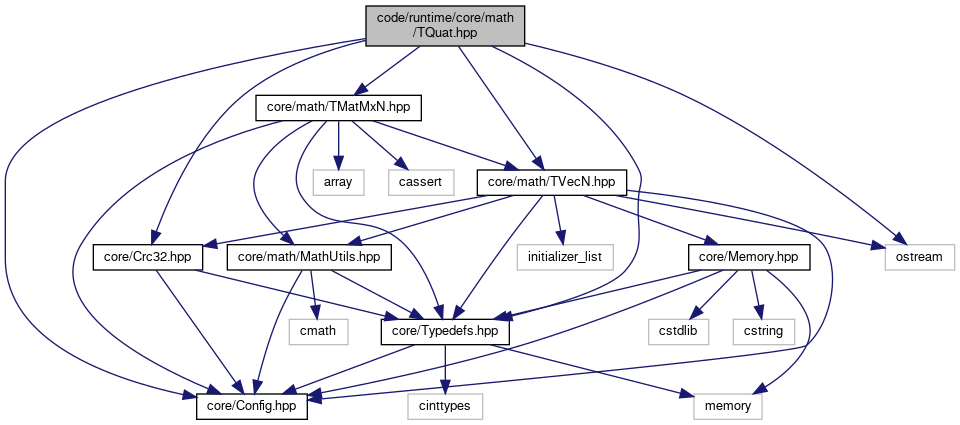 code/runtime/core/math
/TQuat.hpp
core/math/TMatMxN.hpp
array
cassert
core/math/TVecN.hpp
core/Crc32.hpp
core/math/MathUtils.hpp
initializer_list
core/Memory.hpp
ostream
cmath
core/Typedefs.hpp
cstdlib
cstring
core/Config.hpp
cinttypes
memory